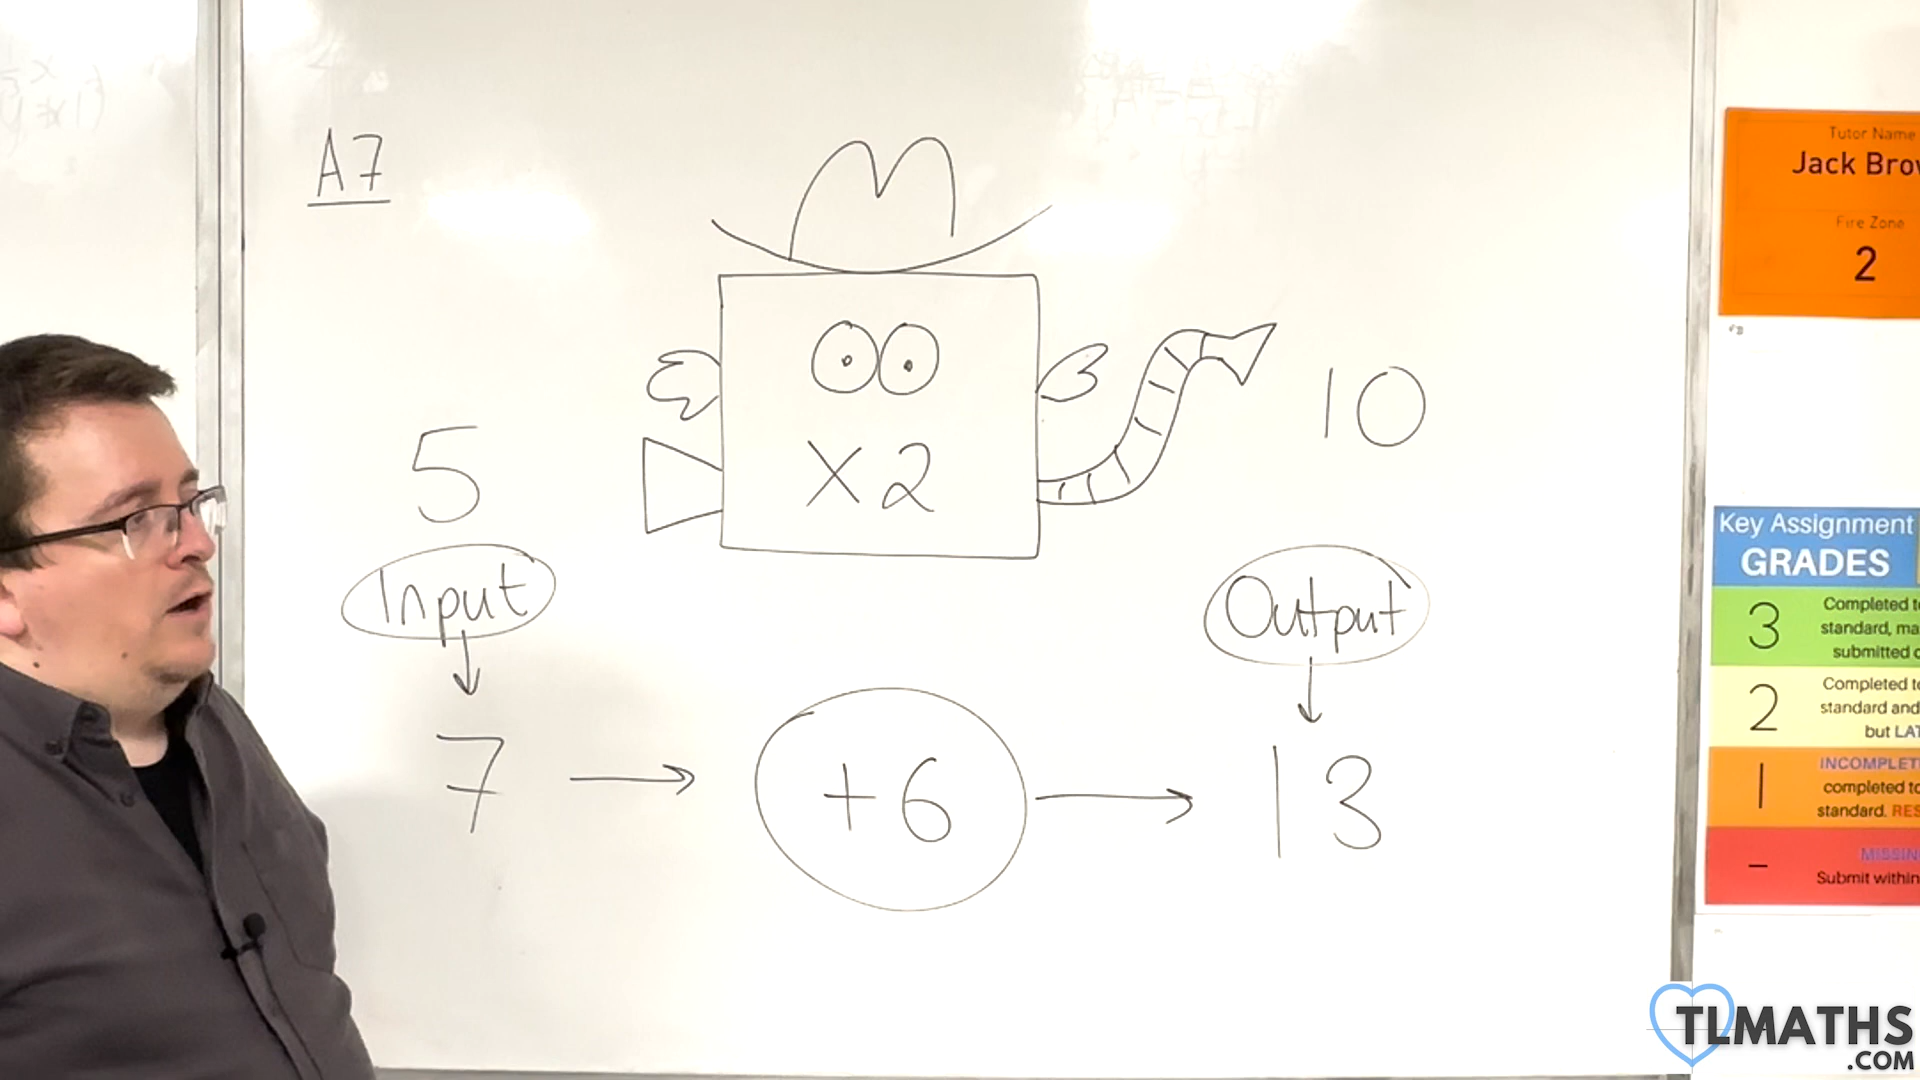 A7
5
×2
10
Input
Output
7 → +6 → 13
Tutor Name
Jack Brow
Fire Zone
2
Key Assignment
GRADES
3
Completed t
standard, ma
submitted
2
Completed t
standard and
but LAT
1
INCOMPLET
completed to
standard. RES
-
MISSIN
Submit within
TLMATHS
.COM